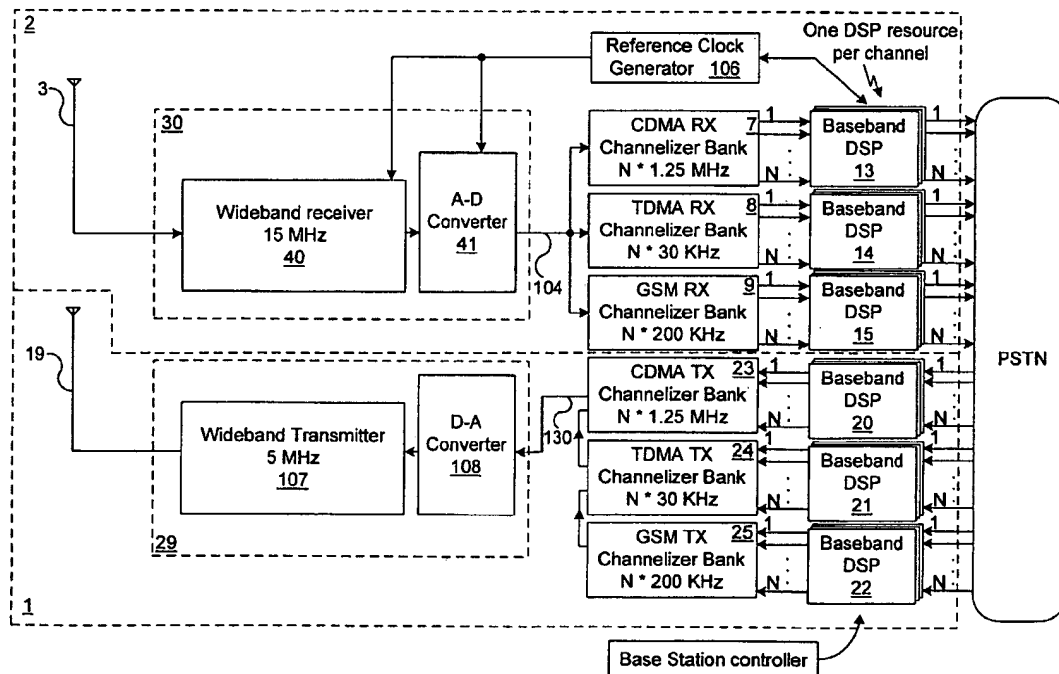 2
One DSP resource
per channel
Reference Clock
Generator 106
3
30
Wideband receiver
15 MHz
40
A-D
Converter
41
104
CDMA RX 7
Channelizer Bank
N * 1.25 MHz
1
N
Baseband
DSP
13
1
N
TDMA RX 8
Channelizer Bank
N * 30 KHz
1
N
Baseband
DSP
14
1
N
GSM RX 9
Channelizer Bank
N * 200 KHz
1
N
Baseband
DSP
15
1
N
PSTN
19
Wideband Transmitter
5 MHz
107
D-A
Converter
108
130
29
CDMA TX 23
Channelizer Bank
N * 1.25 MHz
1
N
Baseband
DSP
20
1
N
TDMA TX 24
Channelizer Bank
N * 30 KHz
1
N
Baseband
DSP
21
1
N
GSM TX 25
Channelizer Bank
N * 200 KHz
1
N
Baseband
DSP
22
1
N
1
Base Station controller